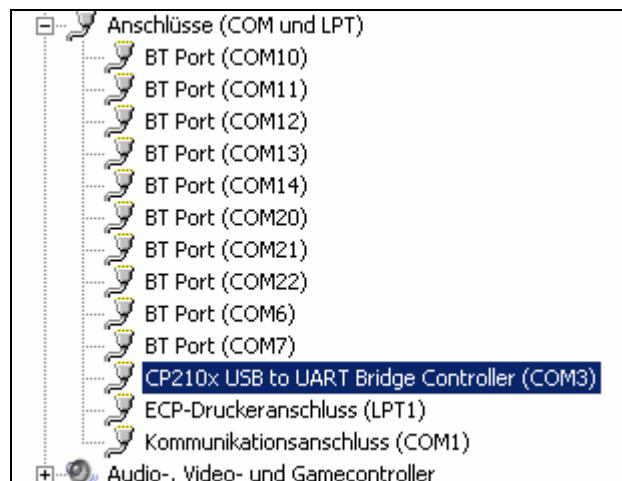 Anschlüsse (COM und LPT)
BT Port (COM10)
BT Port (COM11)
BT Port (COM12)
BT Port (COM13)
BT Port (COM14)
BT Port (COM20)
BT Port (COM21)
BT Port (COM22)
BT Port (COM6)
BT Port (COM7)
CP210x USB to UART Bridge Controller (COM3)
ECP-Druckeranschluss (LPT1)
Kommunikationsanschluss (COM1)
Audio-, Video- und Gamecontroller